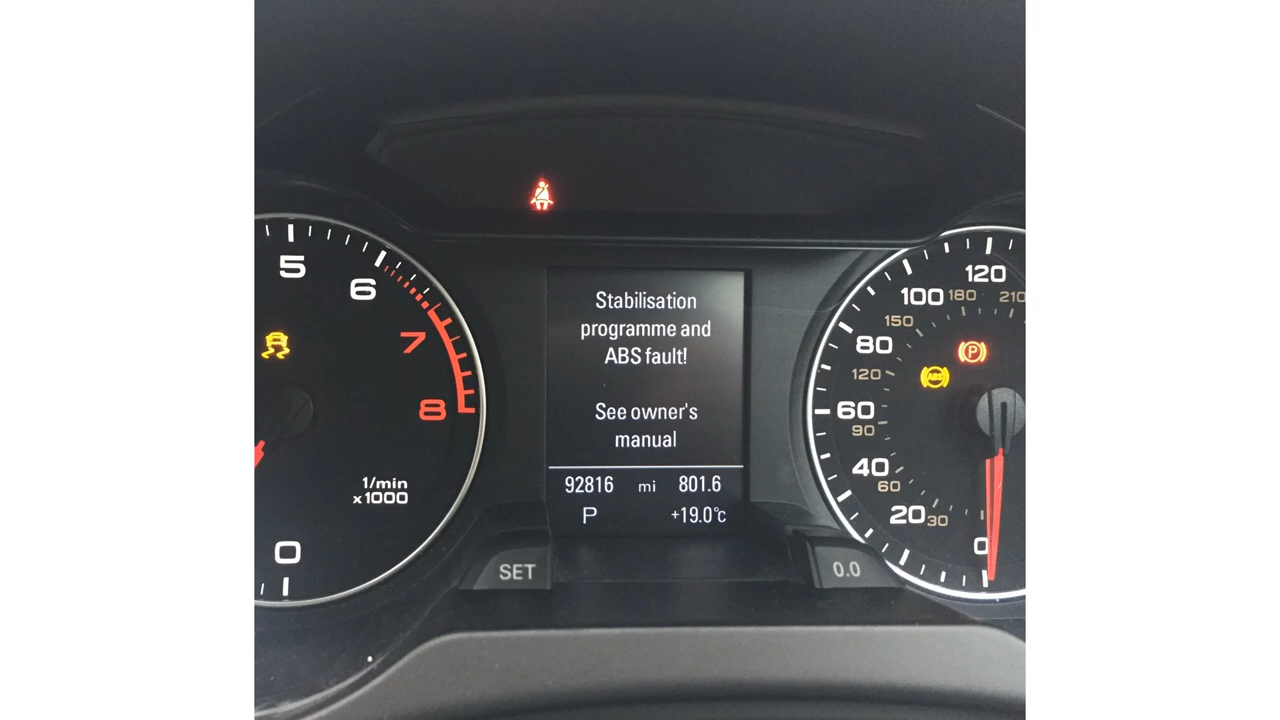 5
6
7
8
1/min
x1000
0
Stabilisation
programme and
ABS fault!
See owner's
manual
92816 mi 801.6
P +19.0°C
SET
0.0
120
100 180 210
150
80
P
120
ABS
60
90
40
60
20 30
0